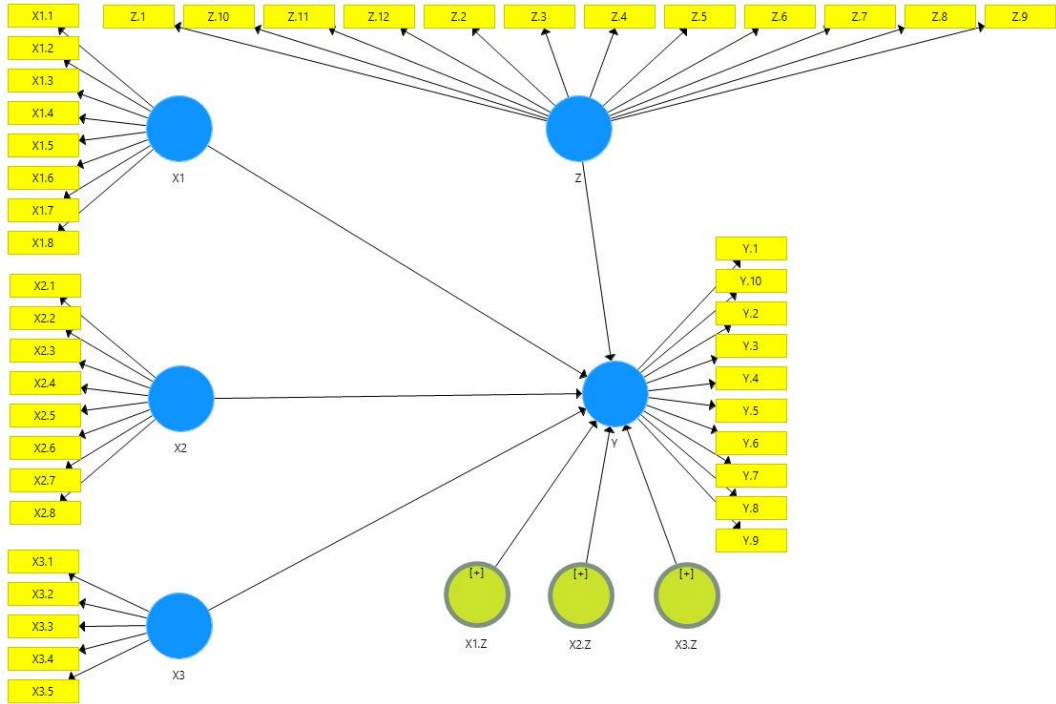 X1.1
X1.2
X1.3
X1.4
X1.5
X1.6
X1.7
X1.8
X1
Z.1 Z.10 Z.11 Z.12 Z.2 Z.3 Z.4 Z.5 Z.6 Z.7 Z.8 Z.9
Z
X2.1
X2.2
X2.3
X2.4
X2.5
X2.6
X2.7
X2.8
X2
Y.1
Y.10
Y.2
Y.3
Y.4
Y.5
Y.6
Y.7
Y.8
Y.9
Y
X3.1
X3.2
X3.3
X3.4
X3.5
X3
[+] [+] [+]
X1.Z X2.Z X3.Z